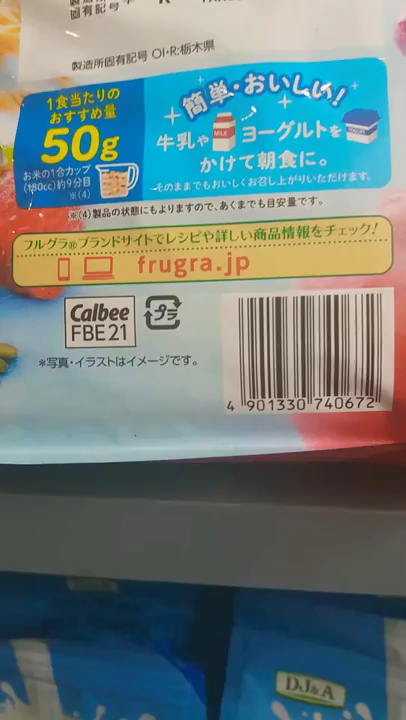 固有記号
製造所固有記号 OI・R:栃木県
1食当たりの
おすすめ量
50g
お米の1合カップ
(180cc)約9分目
※(4)
簡単・おいしい!
牛乳や MILK ヨーグルトを YOGURT
かけて朝食に。
そのままでもおいしくお召し上がりいただけます。
※(4)製品の状態にもよりますので、あくまでも目安量です。
フルグラ®ブランドサイトでレシピや詳しい商品情報をチェック!
frugra.jp
Calbee
FBE21
プラ
*写真・イラストはイメージです。
4 901330 740672
DJ&A